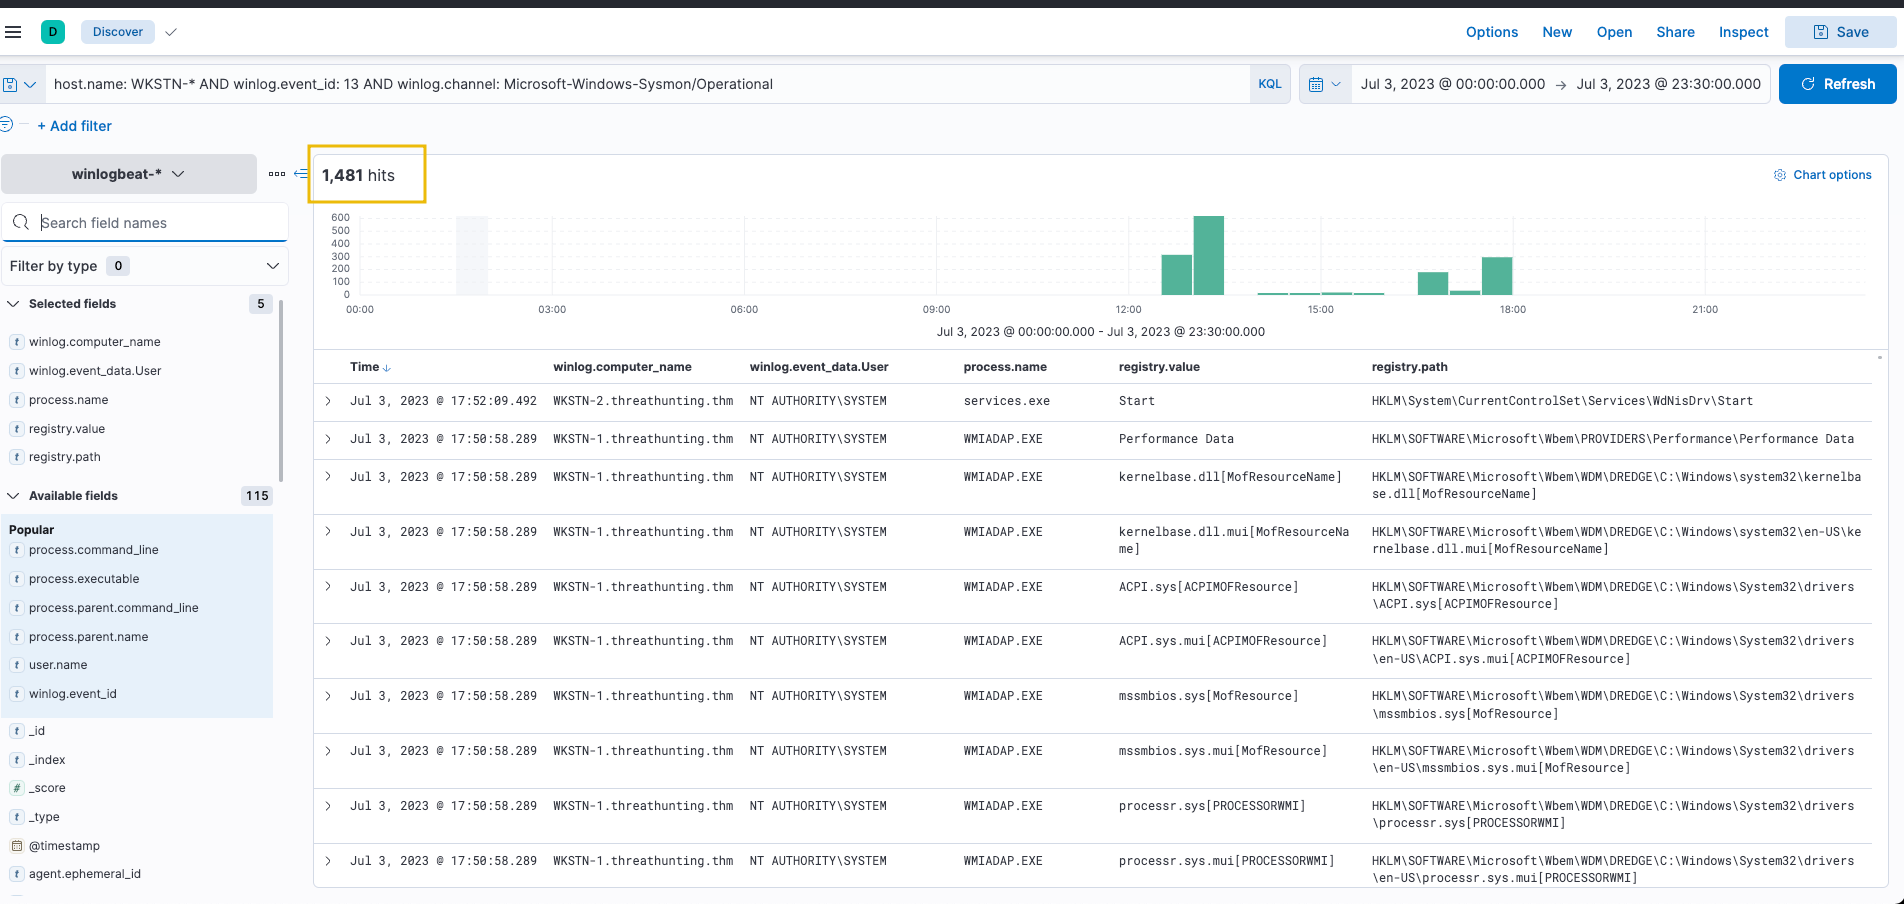 D Discover Options New Open Share Inspect Save
host.name: WKSTN-* AND winlog.event_id: 13 AND winlog.channel: Microsoft-Windows-Sysmon/Operational KQL Jul 3, 2023 @ 00:00:00.000 → Jul 3, 2023 @ 23:30:00.000 Refresh
+ Add filter
winlogbeat-*
Search field names
Filter by type 0
Selected fields 5
t winlog.computer_name
t winlog.event_data.User
t process.name
t registry.value
t registry.path
Available fields 115
Popular
t process.command_line
t process.executable
t process.parent.command_line
t process.parent.name
t user.name
t winlog.event_id
t _id
t _index
# _score
t _type
@timestamp
t agent.ephemeral_id
1,481 hits
Chart options
600
500
400
300
200
100
0
00:00 03:00 06:00 09:00 12:00 15:00 18:00 21:00
Jul 3, 2023 @ 00:00:00.000 - Jul 3, 2023 @ 23:30:00.000
Time ↓ winlog.computer_name winlog.event_data.User process.name registry.value registry.path
Jul 3, 2023 @ 17:52:09.492 WKSTN-2.threathunting.thm NT AUTHORITY\SYSTEM services.exe Start HKLM\System\CurrentControlSet\Services\WdNisDrv\Start
Jul 3, 2023 @ 17:50:58.289 WKSTN-1.threathunting.thm NT AUTHORITY\SYSTEM WMIADAP.EXE Performance Data HKLM\SOFTWARE\Microsoft\Wbem\PROVIDERS\Performance\Performance Data
Jul 3, 2023 @ 17:50:58.289 WKSTN-1.threathunting.thm NT AUTHORITY\SYSTEM WMIADAP.EXE kernelbase.dll[MofResourceName] HKLM\SOFTWARE\Microsoft\Wbem\WDM\DREDGE\C:\Windows\system32\kernelba
se.dll[MofResourceName]
Jul 3, 2023 @ 17:50:58.289 WKSTN-1.threathunting.thm NT AUTHORITY\SYSTEM WMIADAP.EXE kernelbase.dll.mui[MofResourceNa HKLM\SOFTWARE\Microsoft\Wbem\WDM\DREDGE\C:\Windows\system32\en-US\ke
me] rnelbase.dll.mui[MofResourceName]
Jul 3, 2023 @ 17:50:58.289 WKSTN-1.threathunting.thm NT AUTHORITY\SYSTEM WMIADAP.EXE ACPI.sys[ACPIMOFResource] HKLM\SOFTWARE\Microsoft\Wbem\WDM\DREDGE\C:\Windows\System32\drivers
\ACPI.sys[ACPIMOFResource]
Jul 3, 2023 @ 17:50:58.289 WKSTN-1.threathunting.thm NT AUTHORITY\SYSTEM WMIADAP.EXE ACPI.sys.mui[ACPIMOFResource] HKLM\SOFTWARE\Microsoft\Wbem\WDM\DREDGE\C:\Windows\System32\drivers
\en-US\ACPI.sys.mui[ACPIMOFResource]
Jul 3, 2023 @ 17:50:58.289 WKSTN-1.threathunting.thm NT AUTHORITY\SYSTEM WMIADAP.EXE mssmbios.sys[MofResource] HKLM\SOFTWARE\Microsoft\Wbem\WDM\DREDGE\C:\Windows\System32\drivers
\mssmbios.sys[MofResource]
Jul 3, 2023 @ 17:50:58.289 WKSTN-1.threathunting.thm NT AUTHORITY\SYSTEM WMIADAP.EXE mssmbios.sys.mui[MofResource] HKLM\SOFTWARE\Microsoft\Wbem\WDM\DREDGE\C:\Windows\System32\drivers
\en-US\mssmbios.sys.mui[MofResource]
Jul 3, 2023 @ 17:50:58.289 WKSTN-1.threathunting.thm NT AUTHORITY\SYSTEM WMIADAP.EXE processr.sys[PROCESSORWMI] HKLM\SOFTWARE\Microsoft\Wbem\WDM\DREDGE\C:\Windows\System32\drivers
\processr.sys[PROCESSORWMI]
Jul 3, 2023 @ 17:50:58.289 WKSTN-1.threathunting.thm NT AUTHORITY\SYSTEM WMIADAP.EXE processr.sys.mui[PROCESSORWMI] HKLM\SOFTWARE\Microsoft\Wbem\WDM\DREDGE\C:\Windows\System32\drivers
\en-US\processr.sys.mui[PROCESSORWMI]